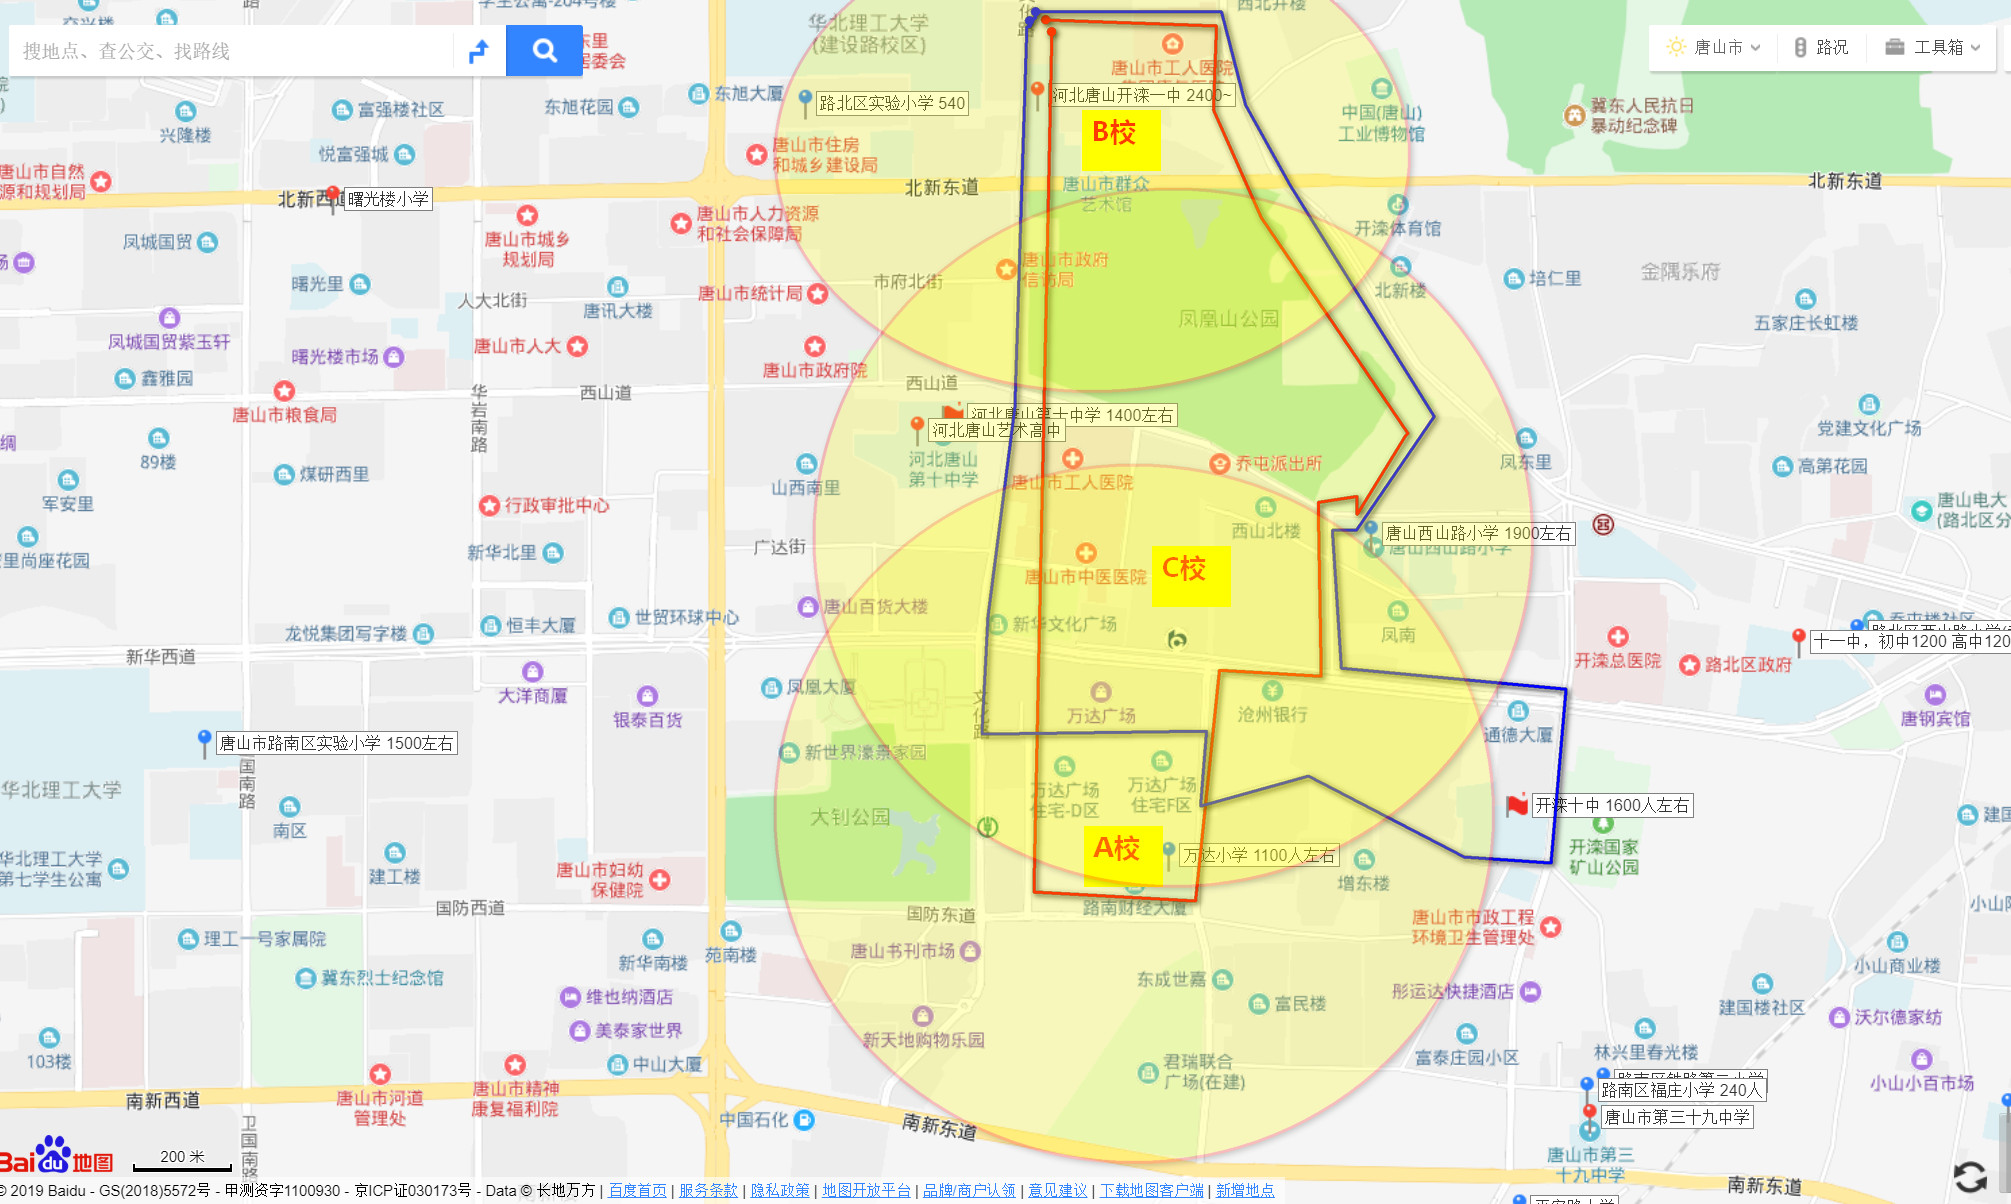 学生公寓-204号楼
西北井楼
华北理工大学
(建设路校区)
搜地点、查公交、找路线
唐山市
路况
工具箱
唐山市工人医院
东旭大厦
路北区实验小学 540
河北唐山开滦一中 2400~
富强楼社区
东旭花园
兴隆楼
B校
中国(唐山)
工业博物馆
冀东人民抗日
暴动纪念碑
悦富强城
唐山市住房
和城乡建设局
唐山市自然
源和规划局
北新西道
曙光楼小学
北新东道
唐山市群众
艺术馆
北新东道
唐山市人力资源
和社会保障局
唐山市城乡
规划局
凤城国贸
开滦体育馆
唐山市政府
信访局
市府北街
曙光里
人大北街
唐讯大楼
唐山市统计局
北新楼
培仁里
金隅乐府
凤凰山公园
五家庄长虹楼
凤城国贸紫玉轩
曙光楼市场
唐山市人大
唐山市政府院
鑫雅园
西山道
西山道
华岩南路
唐山市粮食局
河北唐山第十中学 1400左右
河北唐山艺术高中
河北唐山
第十中学
党建文化广场
89楼
煤研西里
山西南里
唐山市工人医院
乔屯派出所
凤东里
高第花园
军安里
行政审批中心
西山北楼
唐山电大
唐山西山路小学 1900左右
唐山西山路小学
里尚座花园
新华北里
广达街
唐山市中医医院
C校
唐山百货大楼
世贸环球中心
恒丰大厦
龙悦集团写字楼
新华文化广场
凤南
十一中，初中1200 高中120
新华西道
开滦总医院
路北区政府
大洋商厦
银泰百货
凤凰大厦
文化路
万达广场
沧州银行
通德大厦
唐钢宾馆
唐山市路南区实验小学 1500左右
新世界濠景家园
国南路
华北理工大学
万达广场
住宅-D区
万达广场
住宅F区
开滦十中 1600人左右
南区
大钊公园
A校
万达小学 1100人左右
开滦国家
矿山公园
华北理工大学
第七学生公寓
建工楼
唐山市妇幼
保健院
增东楼
国防西道
国防东道
路南财经大厦
唐山市市政工程
环境卫生管理处
理工一号家属院
新华南楼
苑南楼
唐山书刊市场
小山商业楼
冀东烈士纪念馆
维也纳酒店
东成世嘉
富民楼
彤运达快捷酒店
建国楼社区
沃尔德家纺
美泰家世界
新天地购物乐园
103楼
中山大厦
君瑞联合
广场(在建)
富泰庄园小区
林兴里春光楼
唐山市河道
管理处
唐山市精神
康复福利院
小山小百市场
路南区福庄小学 240人
唐山市第三十九中学
南新西道
中国石化
南新东道
卫国南路
唐山市第三
十九中学
南新东道
Bai du 地图
200 米
© 2019 Baidu - GS(2018)5572号 - 甲测资字1100930 - 京ICP证030173号 - Data © 长地万方 | 百度首页 | 服务条款 | 隐私政策 | 地图开放平台 | 品牌/商户认领 | 意见建议 | 下载地图客户端 | 新增地点